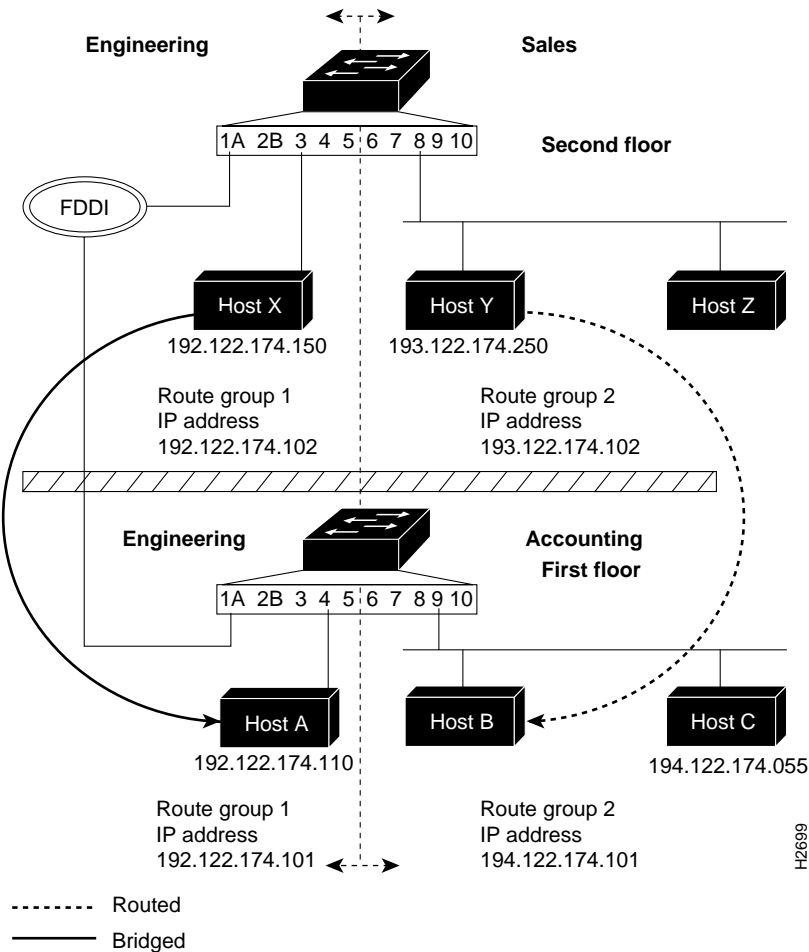 Engineering
Sales
1A 2B 3 4 5 6 7 8 9 10
Second floor
FDDI
Host X
Host Y
Host Z
192.122.174.150
193.122.174.250
Route group 1
IP address
192.122.174.102
Route group 2
IP address
193.122.174.102
Engineering
Accounting
First floor
1A 2B 3 4 5 6 7 8 9 10
Host A
Host B
Host C
192.122.174.110
194.122.174.055
Route group 1
IP address
192.122.174.101
Route group 2
IP address
194.122.174.101
H2699
Routed
Bridged